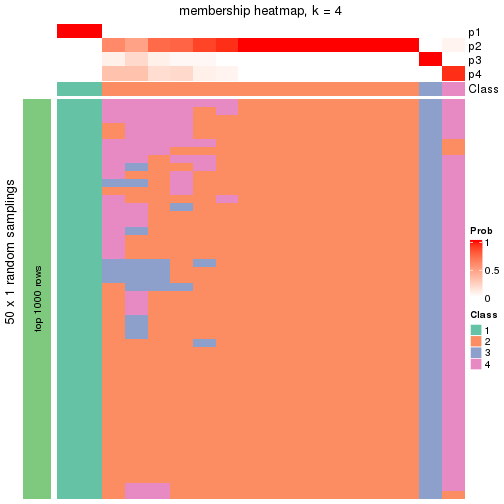 membership heatmap, k = 4
p1
p2
p3
p4
Class
50 x 1 random samplings
top 1000 rows
Prob
1
0.5
0
Class
1
2
3
4